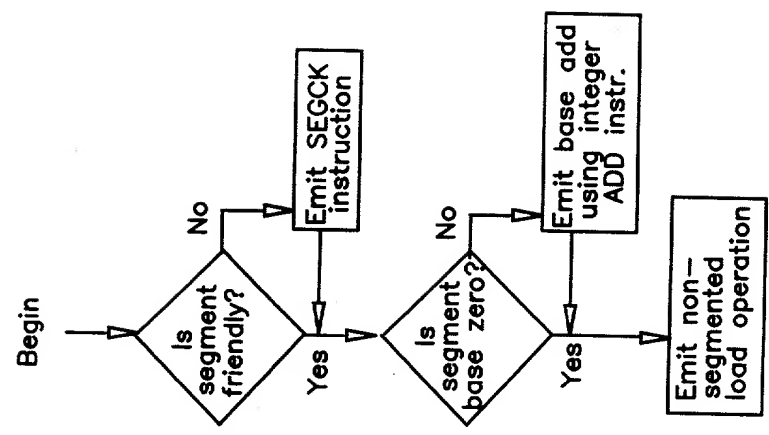 Begin
Is
segment
friendly?
No
Emit SEGCK
instruction
Yes
Is
segment
base zero?
No
Emit base add
using integer
ADD instr.
Yes
Emit non-
segmented
load operation